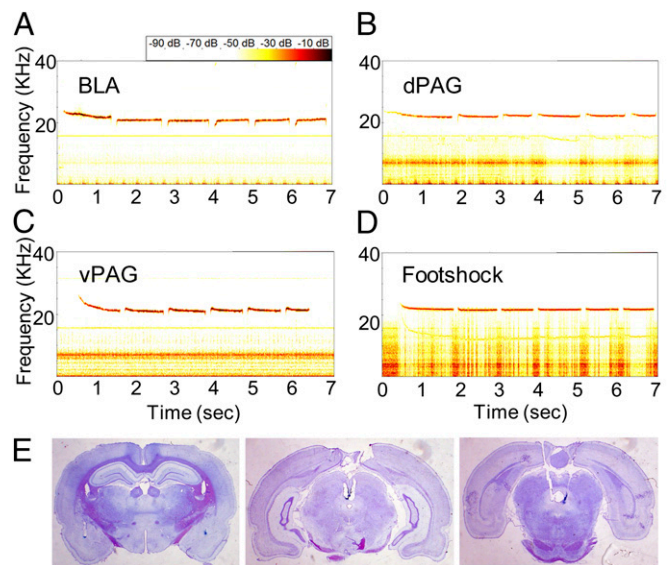 A
B
-90 dB -70 dB -50 dB -30 dB -10 dB
40
BLA
20
Frequency (KHz)
0 1 2 3 4 5 6 7
40
dPAG
20
0 1 2 3 4 5 6 7
C
D
40
vPAG
20
Frequency (KHz)
0 1 2 3 4 5 6 7
Time (sec)
40
Footshock
20
0 1 2 3 4 5 6 7
Time (sec)
E